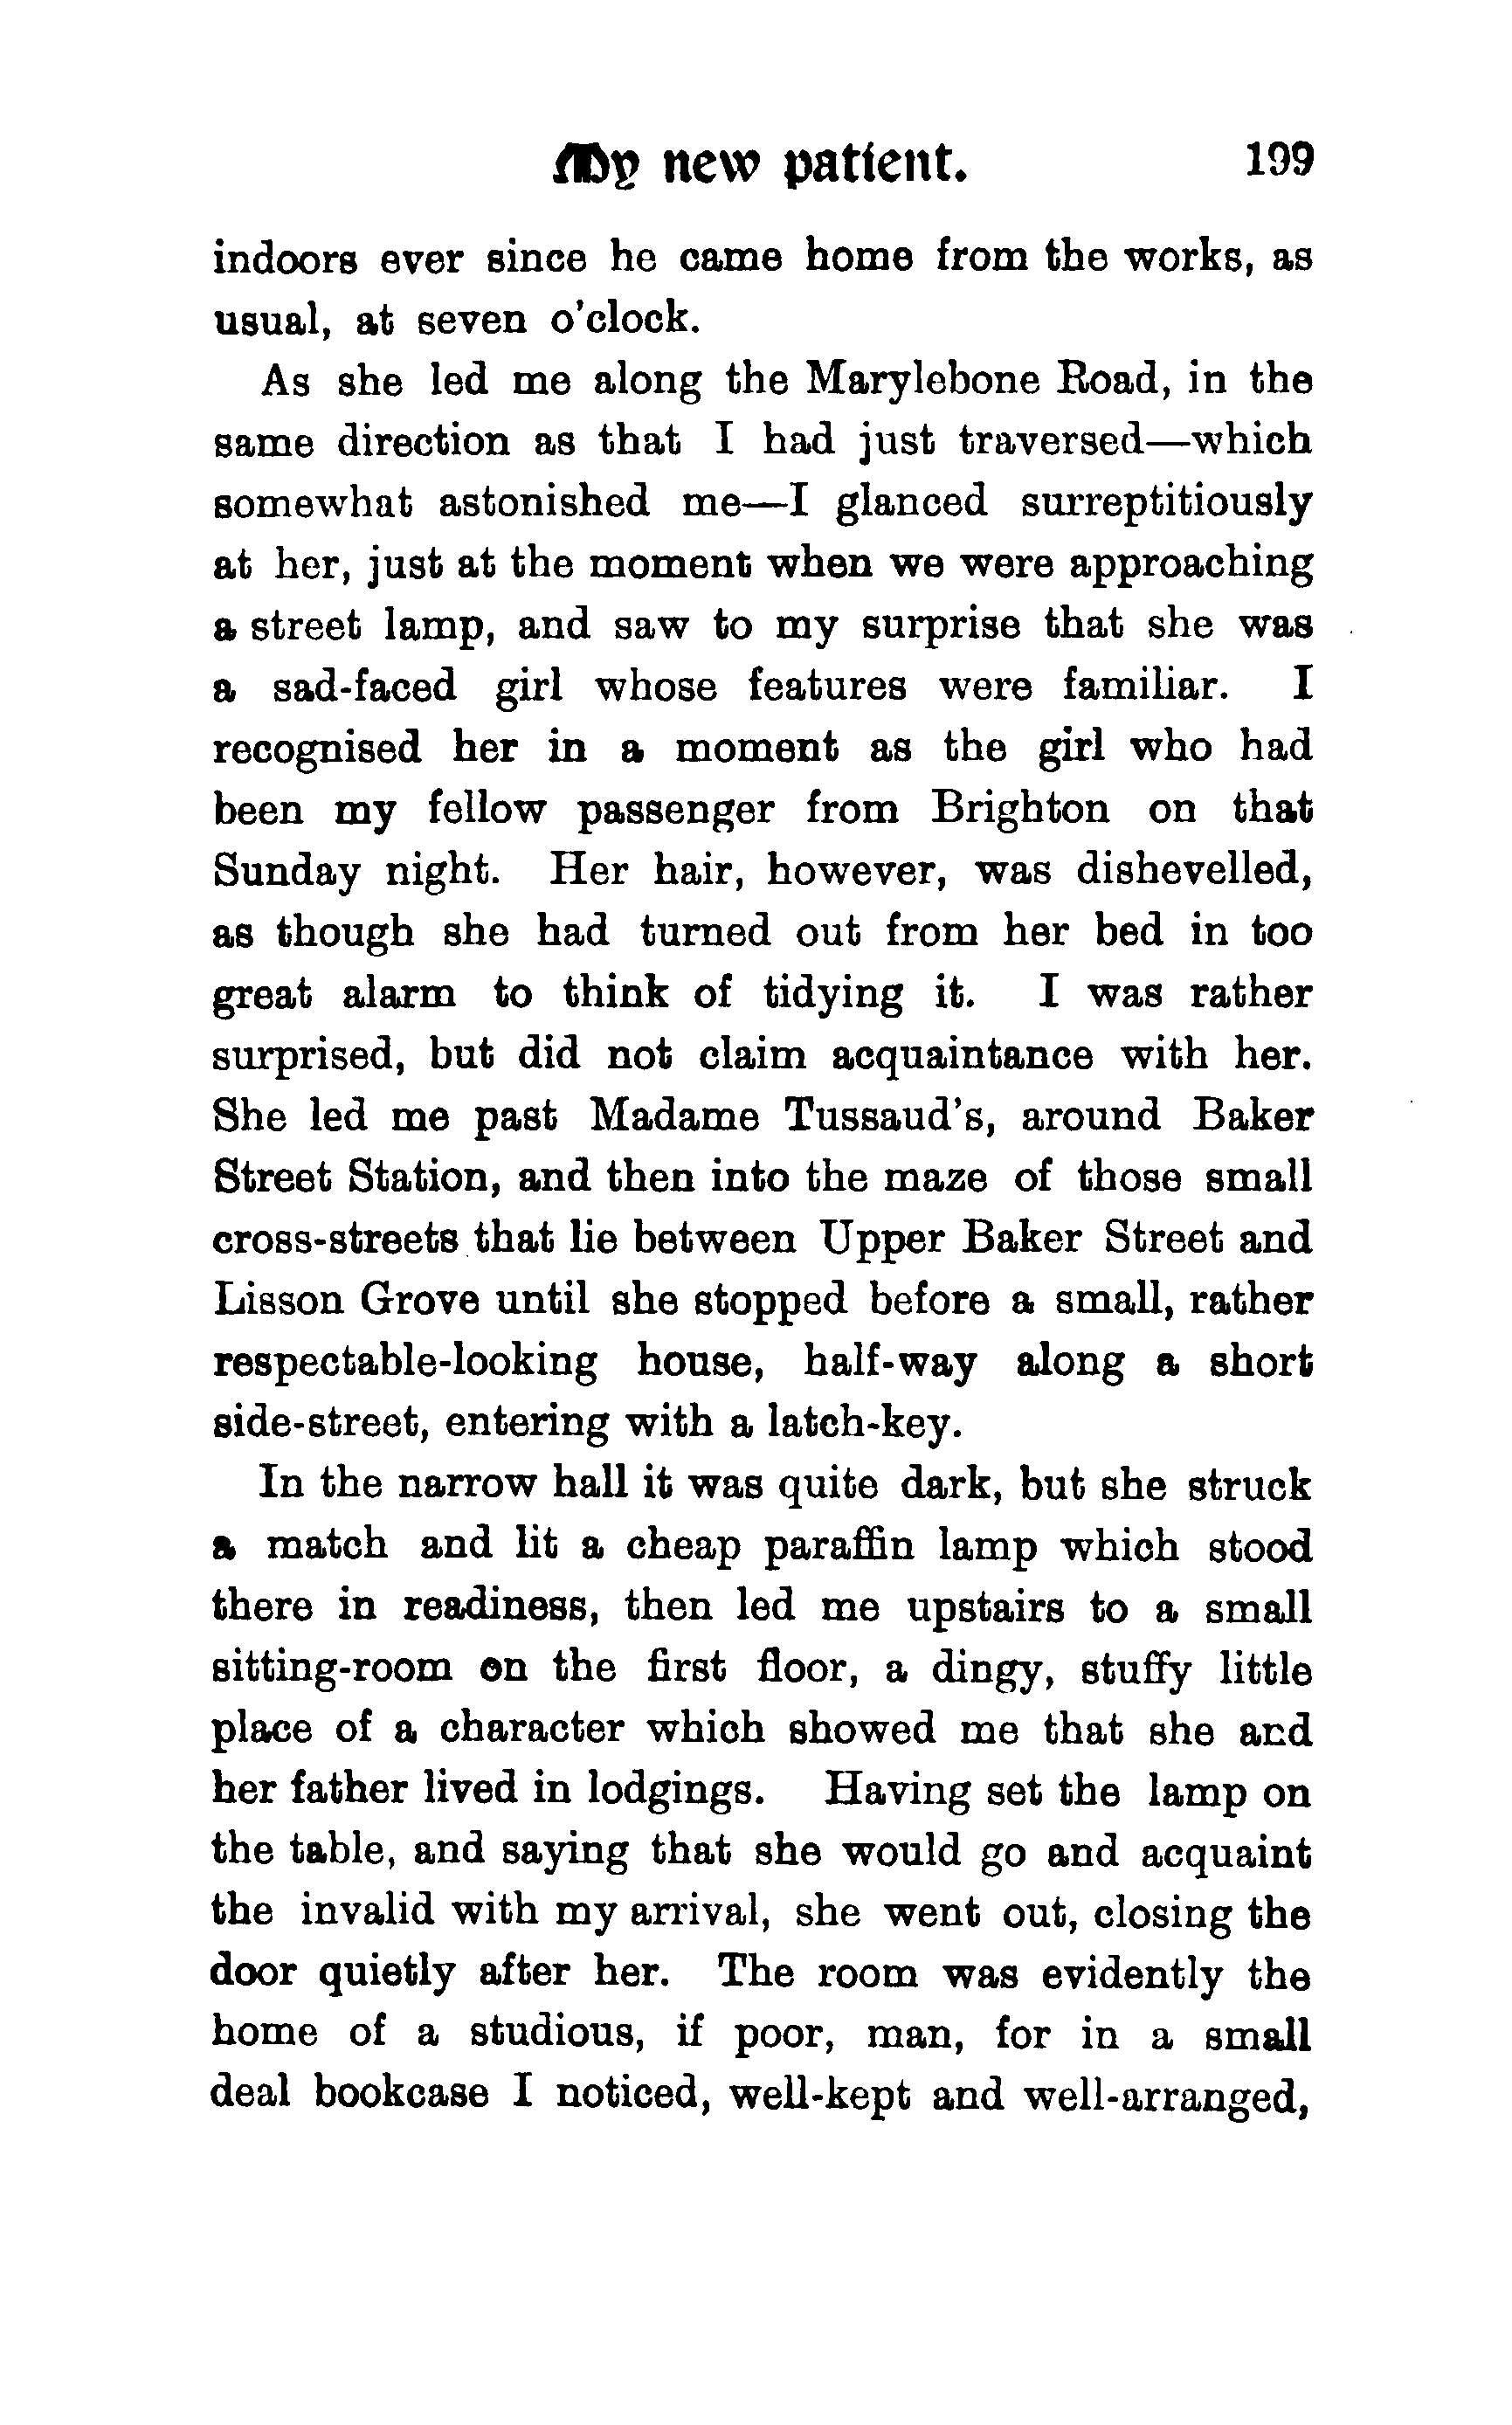 My new patient. 199
indoors ever since he came home from the works, as
usual, at seven o'clock.
As she led me along the Marylebone Road, in the
same direction as that I had just traversed—which
somewhat astonished me—I glanced surreptitiously
at her, just at the moment when we were approaching
a street lamp, and saw to my surprise that she was
a sad-faced girl whose features were familiar. I
recognised her in a moment as the girl who had
been my fellow passenger from Brighton on that
Sunday night. Her hair, however, was dishevelled,
as though she had turned out from her bed in too
great alarm to think of tidying it. I was rather
surprised, but did not claim acquaintance with her.
She led me past Madame Tussaud's, around Baker
Street Station, and then into the maze of those small
cross-streets that lie between Upper Baker Street and
Lisson Grove until she stopped before a small, rather
respectable-looking house, half-way along a short
side-street, entering with a latch-key.
In the narrow hall it was quite dark, but she struck
a match and lit a cheap paraffin lamp which stood
there in readiness, then led me upstairs to a small
sitting-room on the first floor, a dingy, stuffy little
place of a character which showed me that she and
her father lived in lodgings. Having set the lamp on
the table, and saying that she would go and acquaint
the invalid with my arrival, she went out, closing the
door quietly after her. The room was evidently the
home of a studious, if poor, man, for in a small
deal bookcase I noticed, well-kept and well-arranged,